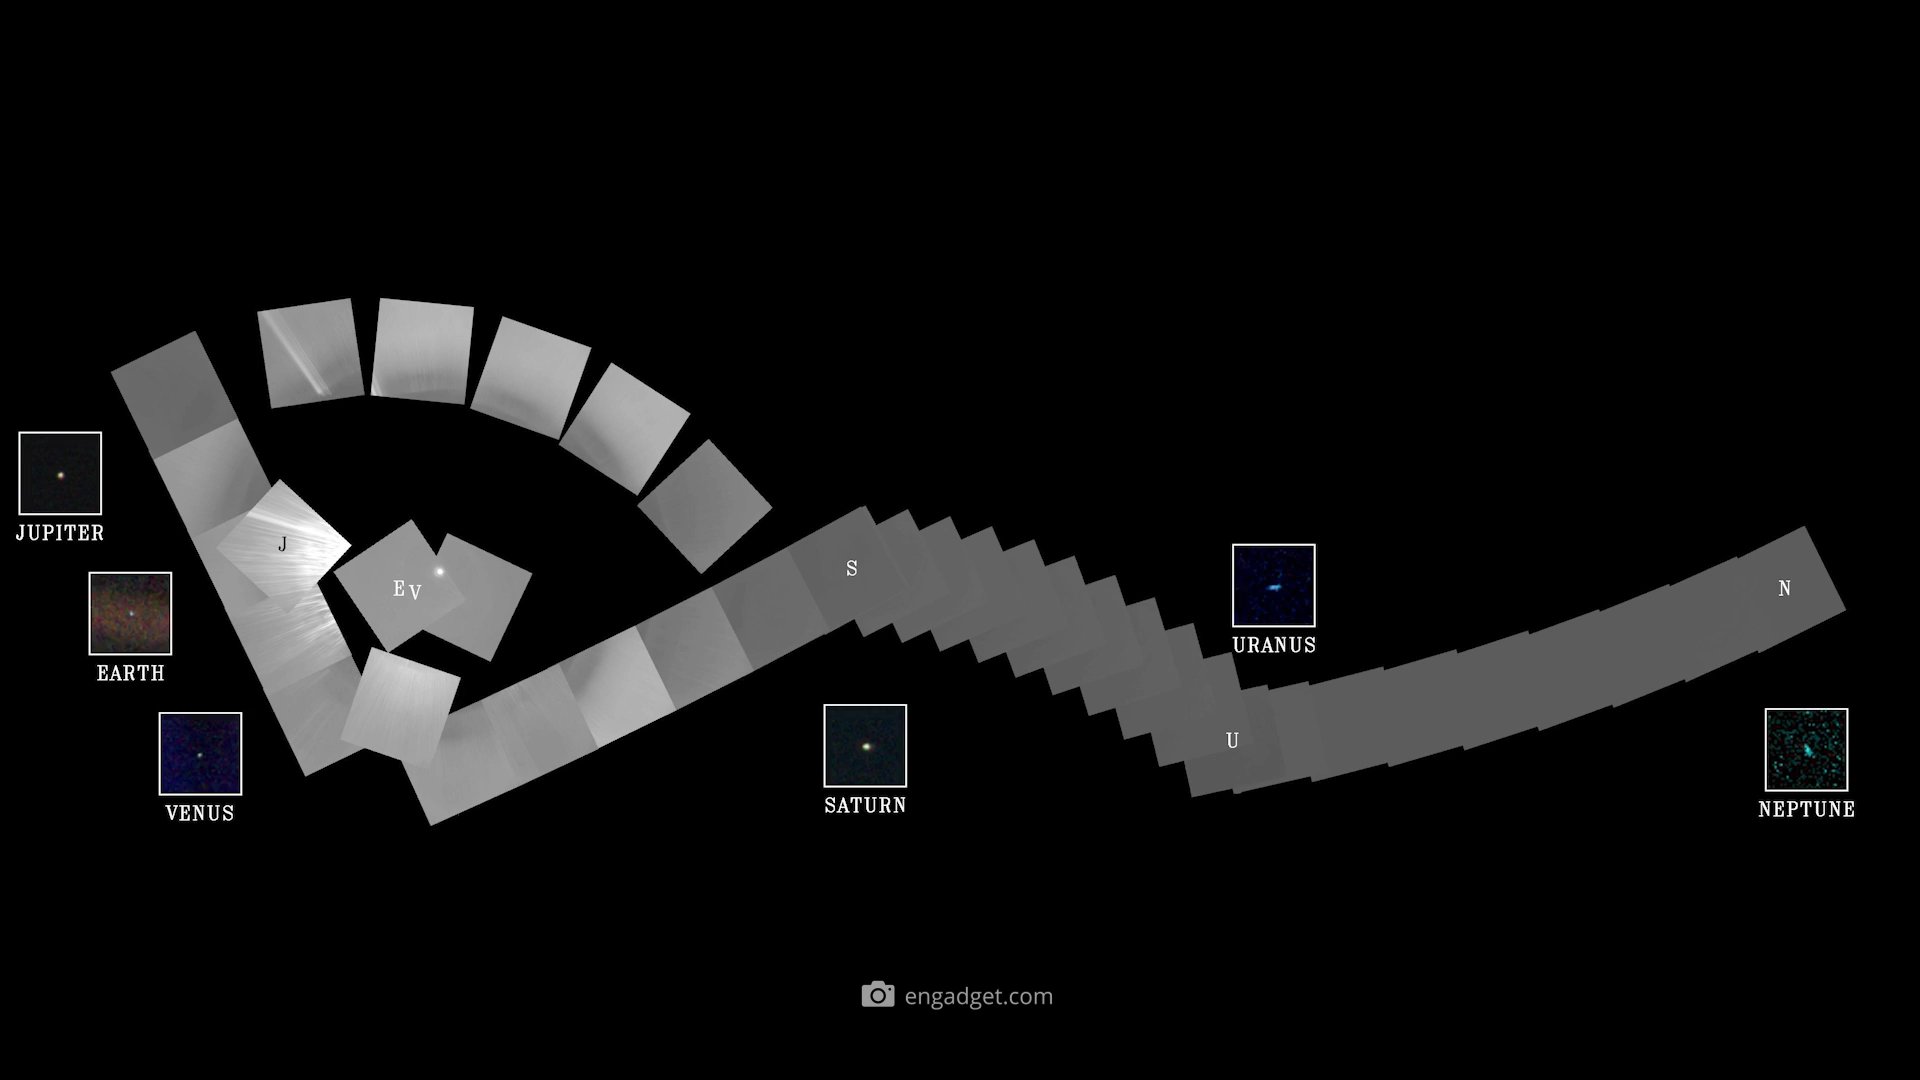 J
E V
S
U
N
JUPITER
EARTH
VENUS
SATURN
URANUS
NEPTUNE
engadget.com